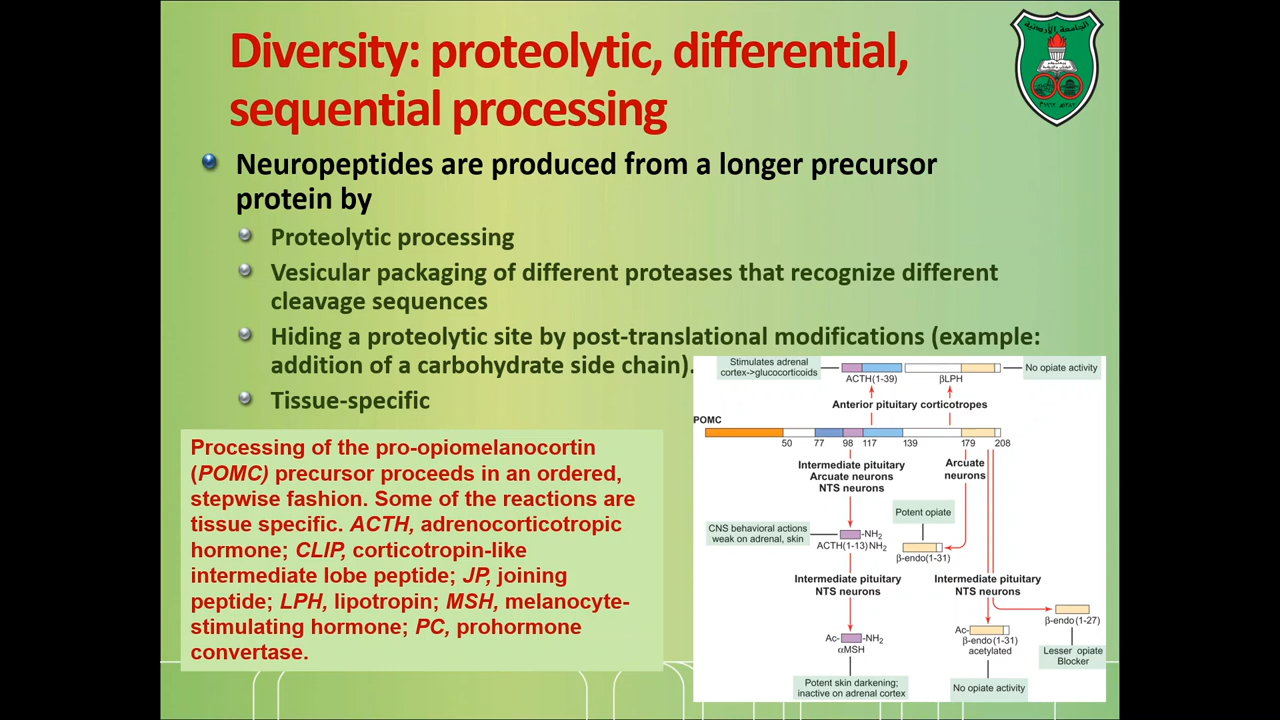 Diversity: proteolytic, differential,
sequential processing
الجامعة الأردنية
Neuropeptides are produced from a longer precursor
protein by
Proteolytic processing
Vesicular packaging of different proteases that recognize different
cleavage sequences
Hiding a proteolytic site by post-translational modifications (example:
addition of a carbohydrate side chain).
Tissue-specific
Processing of the pro-opiomelanocortin
(POMC) precursor proceeds in an ordered,
stepwise fashion. Some of the reactions are
tissue specific. ACTH, adrenocorticotropic
hormone; CLIP, corticotropin-like
intermediate lobe peptide; JP, joining
peptide; LPH, lipotropin; MSH, melanocyte-
stimulating hormone; PC, prohormone
convertase.
Stimulates adrenal
cortex->glucocorticoids
ACTH(1-39)
βLPH
No opiate activity
Anterior pituitary corticotropes
POMC
50 77 98 117 139 179 208
Intermediate pituitary
Arcuate neurons
NTS neurons
Arcuate
neurons
CNS behavioral actions
weak on adrenal, skin
-NH2
ACTH(1-13)NH2
Potent opiate
β-endo(1-31)
Intermediate pituitary
NTS neurons
Intermediate pituitary
NTS neurons
Ac- -NH2
αMSH
Potent skin darkening;
inactive on adrenal cortex
Ac-
β-endo(1-31)
acetylated
No opiate activity
β-endo(1-27)
Lesser opiate
Blocker